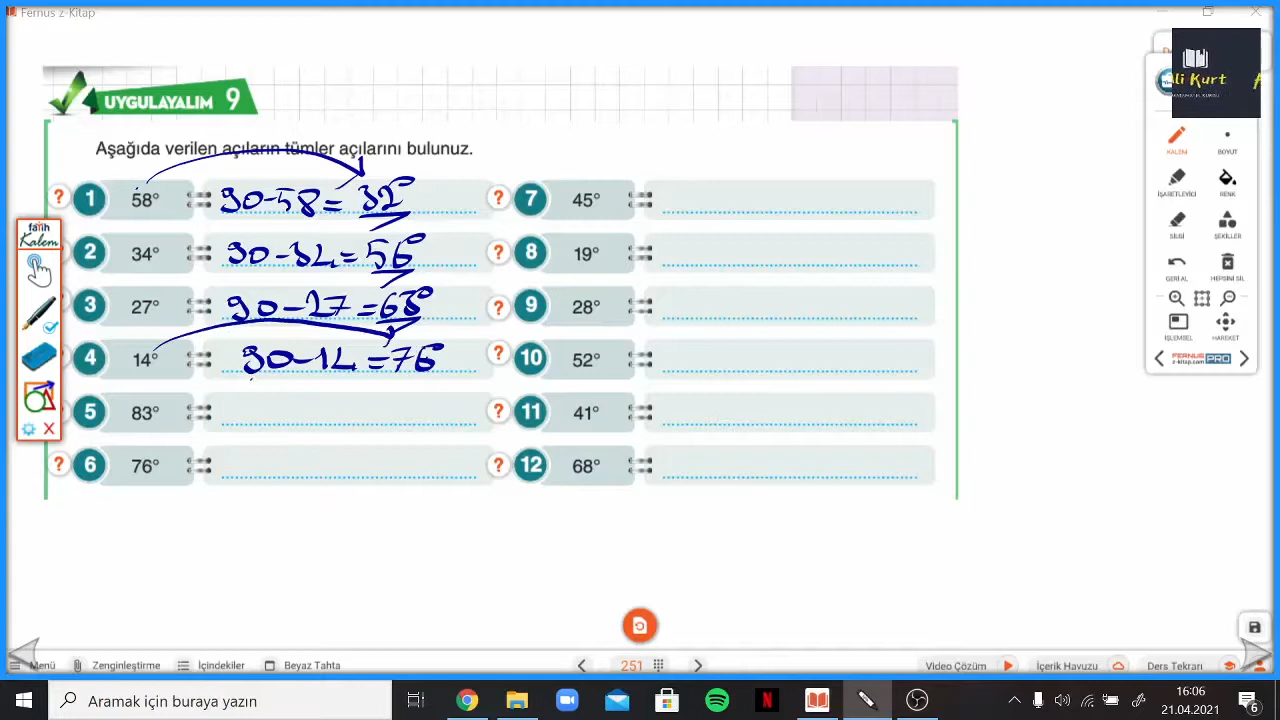 Fernus z-Kitap
UYGULAYALIM 9
Aşağıda verilen açıların tümler açılarını bulunuz.
? 1 58° 90-58=32° ? 7 45°
2 34° 90-34=56° ? 8 19°
3 27° 90-27=63° ? 9 28°
4 14° 90-14=76° ? 10 52°
5 83° ? 11 41°
? 6 76° ? 12 68°
fatih
Kalem
Ali Kurt
KALEM BOYUT
İŞARETLEYİCİ RENK
SİLGİ ŞEKİLLER
GERİ AL HEPSİNİ SİL
İŞLEMSEL HAREKET
FERNUS PRO
z-kitap.com
Menü Zenginleştirme İçindekiler Beyaz Tahta 251 Video Çözüm İçerik Havuzu Ders Tekrarı
Aramak için buraya yazın
16:06
21.04.2021
6